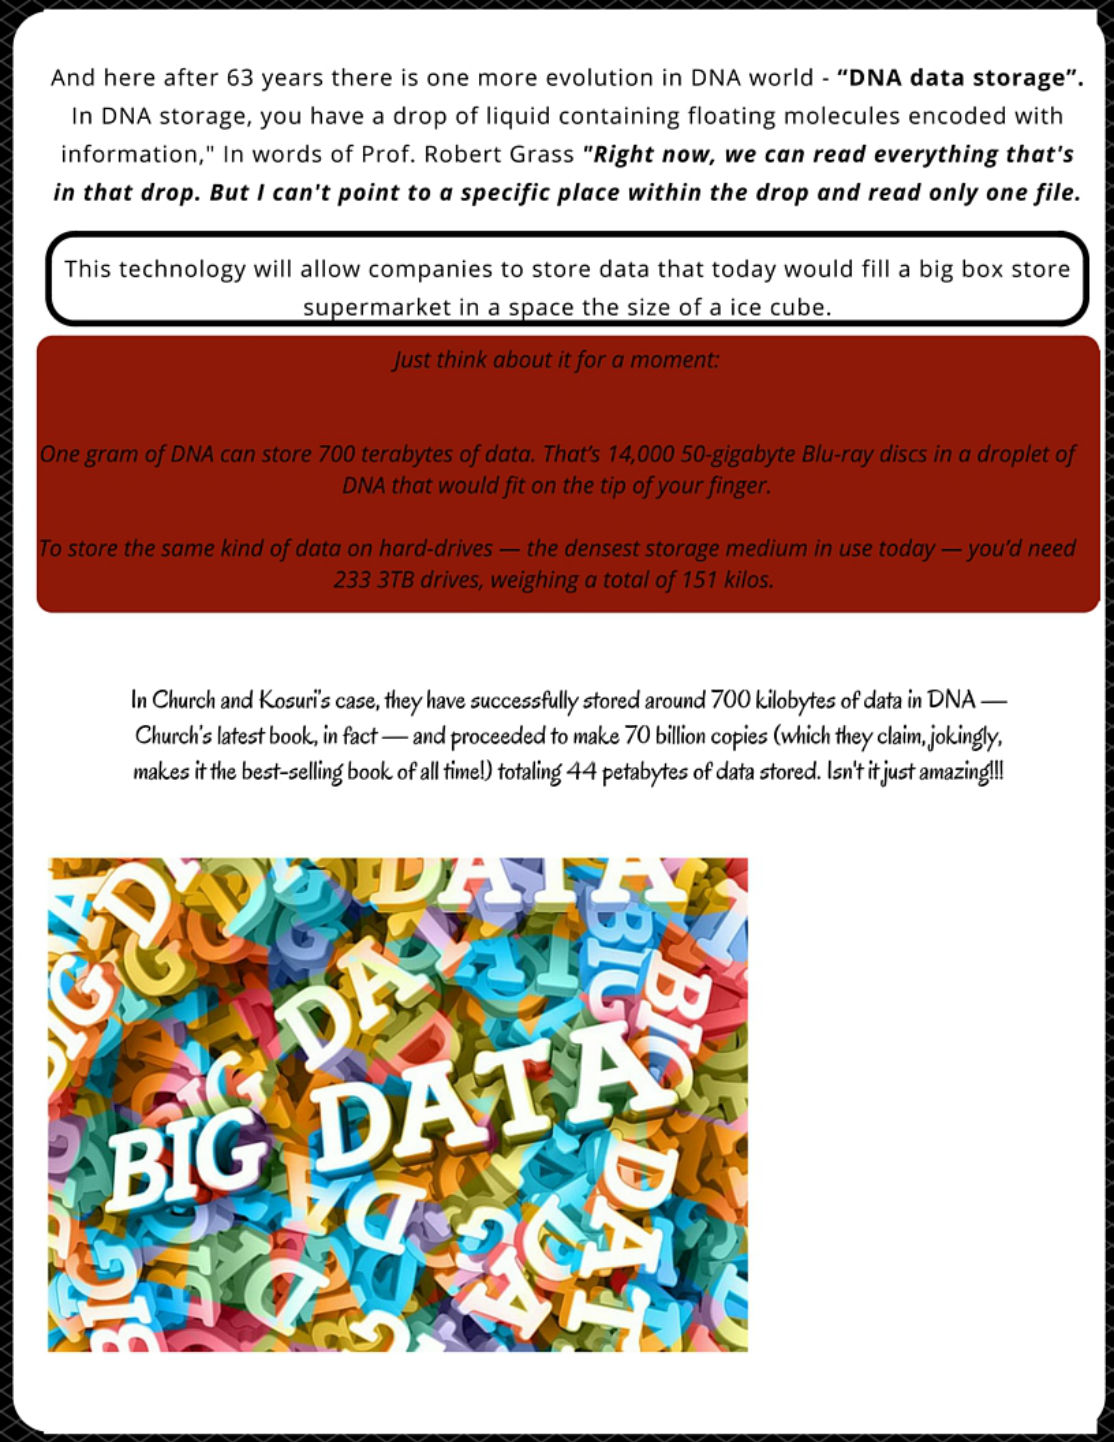 And here after 63 years there is one more evolution in DNA world - “DNA data storage”.
In DNA storage, you have a drop of liquid containing floating molecules encoded with
information," In words of Prof. Robert Grass "Right now, we can read everything that's
in that drop. But I can't point to a specific place within the drop and read only one file.
This technology will allow companies to store data that today would fill a big box store
supermarket in a space the size of a ice cube.
Just think about it for a moment:
One gram of DNA can store 700 terabytes of data. That’s 14,000 50-gigabyte Blu-ray discs in a droplet of
DNA that would fit on the tip of your finger.
To store the same kind of data on hard-drives — the densest storage medium in use today — you’d need
233 3TB drives, weighing a total of 151 kilos.
In Church and Kosuri’s case, they have successfully stored around 700 kilobytes of data in DNA —
Church’s latest book, in fact — and proceeded to make 70 billion copies (which they claim, jokingly,
makes it the best-selling book of all time!) totaling 44 petabytes of data stored. Isn't it just amazing!!!
DATA
BIG
BIG
DATA
BIG
DATA
BIG
DATA
BIG